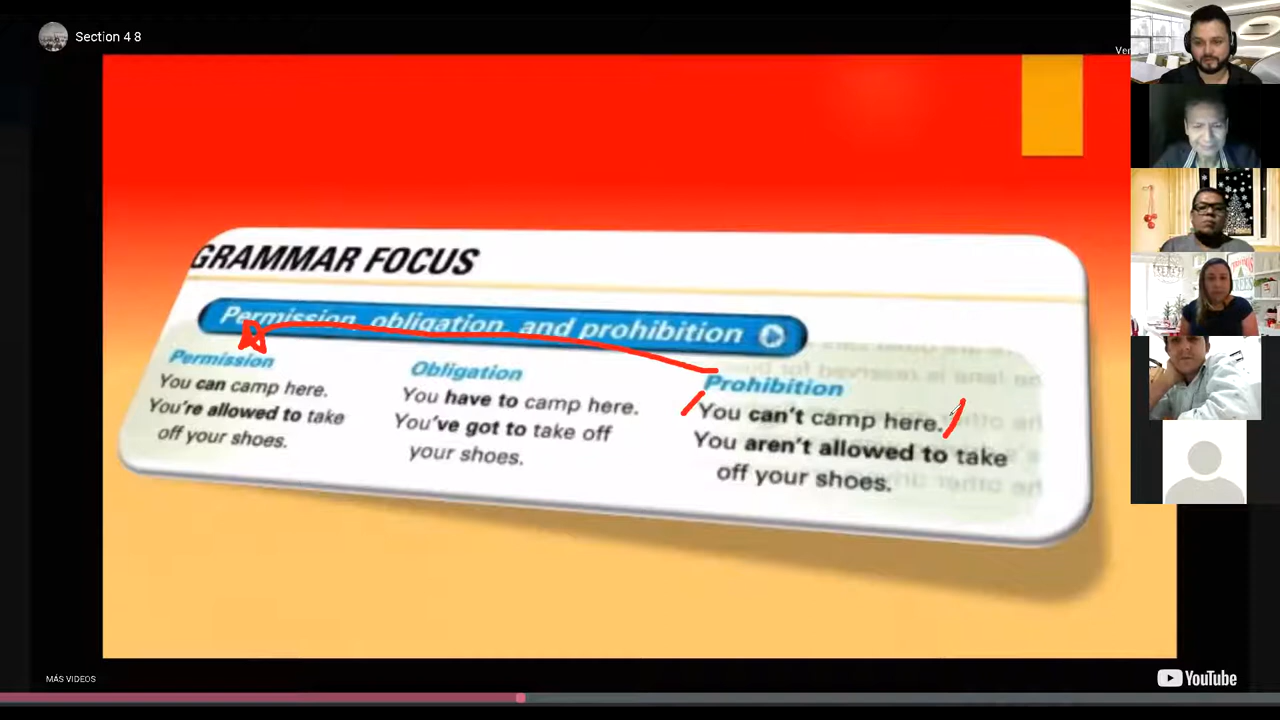 Section 4 8
Ver
GRAMMAR FOCUS
Permission, obligation, and prohibition
Permission
You can camp here.
You're allowed to take
off your shoes.
Obligation
You have to camp here.
You've got to take off
your shoes.
Prohibition
You can't camp here.
You aren't allowed to take
off your shoes.
MÁS VIDEOS
YouTube